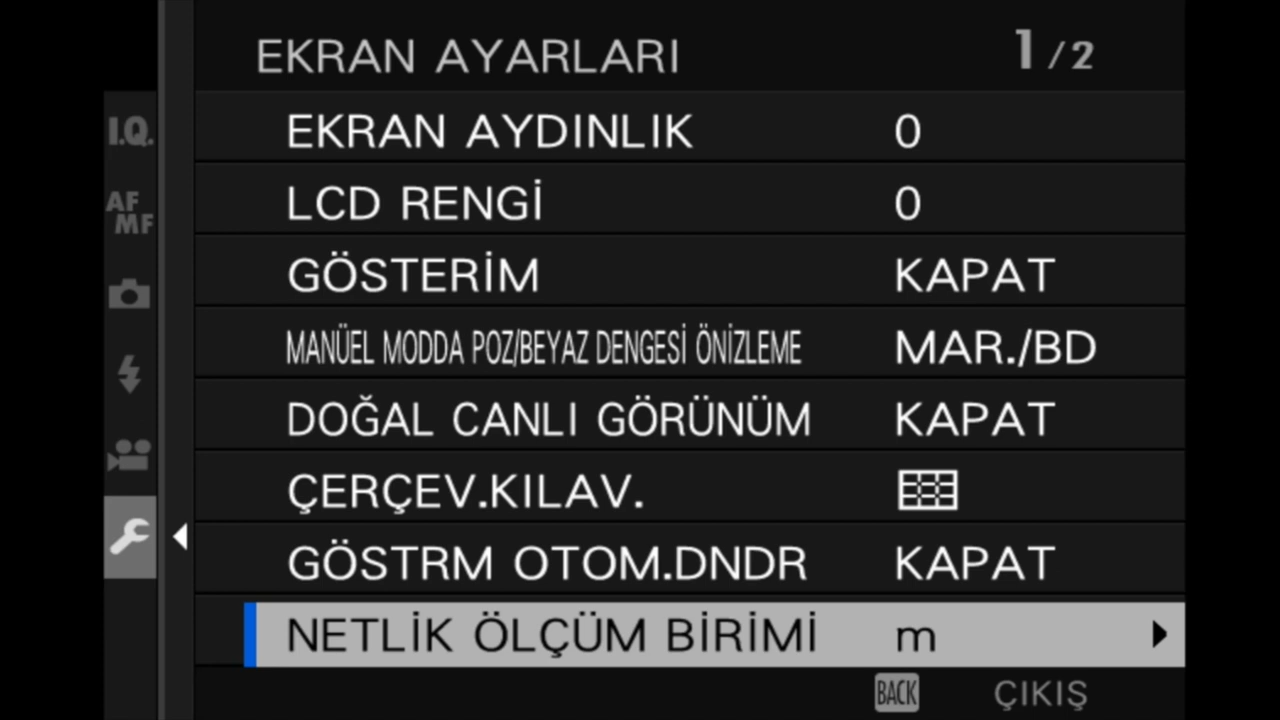 EKRAN AYARLARI 1/2
I.Q.
EKRAN AYDINLIK 0
AF
MF
LCD RENGİ 0
GÖSTERİM KAPAT
MANÜEL MODDA POZ/BEYAZ DENGESİ ÖNİZLEME MAR./BD
DOĞAL CANLI GÖRÜNÜM KAPAT
ÇERÇEV.KILAV.
GÖSTRM OTOM.DNDR KAPAT
NETLİK ÖLÇÜM BİRİMİ m
BACK ÇIKIŞ